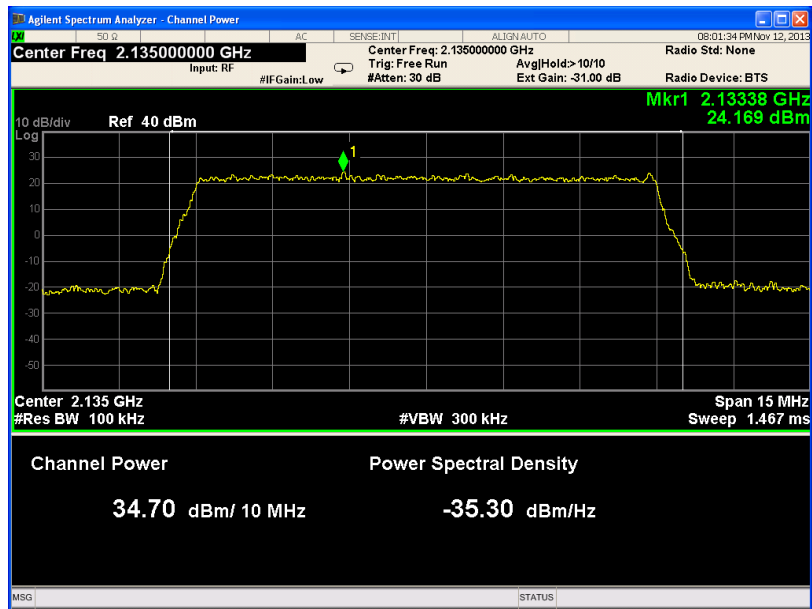 Agilent Spectrum Analyzer - Channel Power
LXI 50 Ω AC SENSE:INT ALIGN AUTO 08:01:34 PM Nov 12, 2013
Center Freq 2.135000000 GHz Center Freq: 2.135000000 GHz Radio Std: None
Input: RF Trig: Free Run Avg|Hold:>10/10
#IFGain:Low #Atten: 30 dB Ext Gain: -31.00 dB Radio Device: BTS
Mkr1 2.13338 GHz
10 dB/div Ref 40 dBm 24.169 dBm
Log
1
30
20
10
0
-10
-20
-30
-40
-50
Center 2.135 GHz Span 15 MHz
#Res BW 100 kHz #VBW 300 kHz Sweep 1.467 ms
Channel Power Power Spectral Density
34.70 dBm/ 10 MHz -35.30 dBm/Hz
MSG STATUS